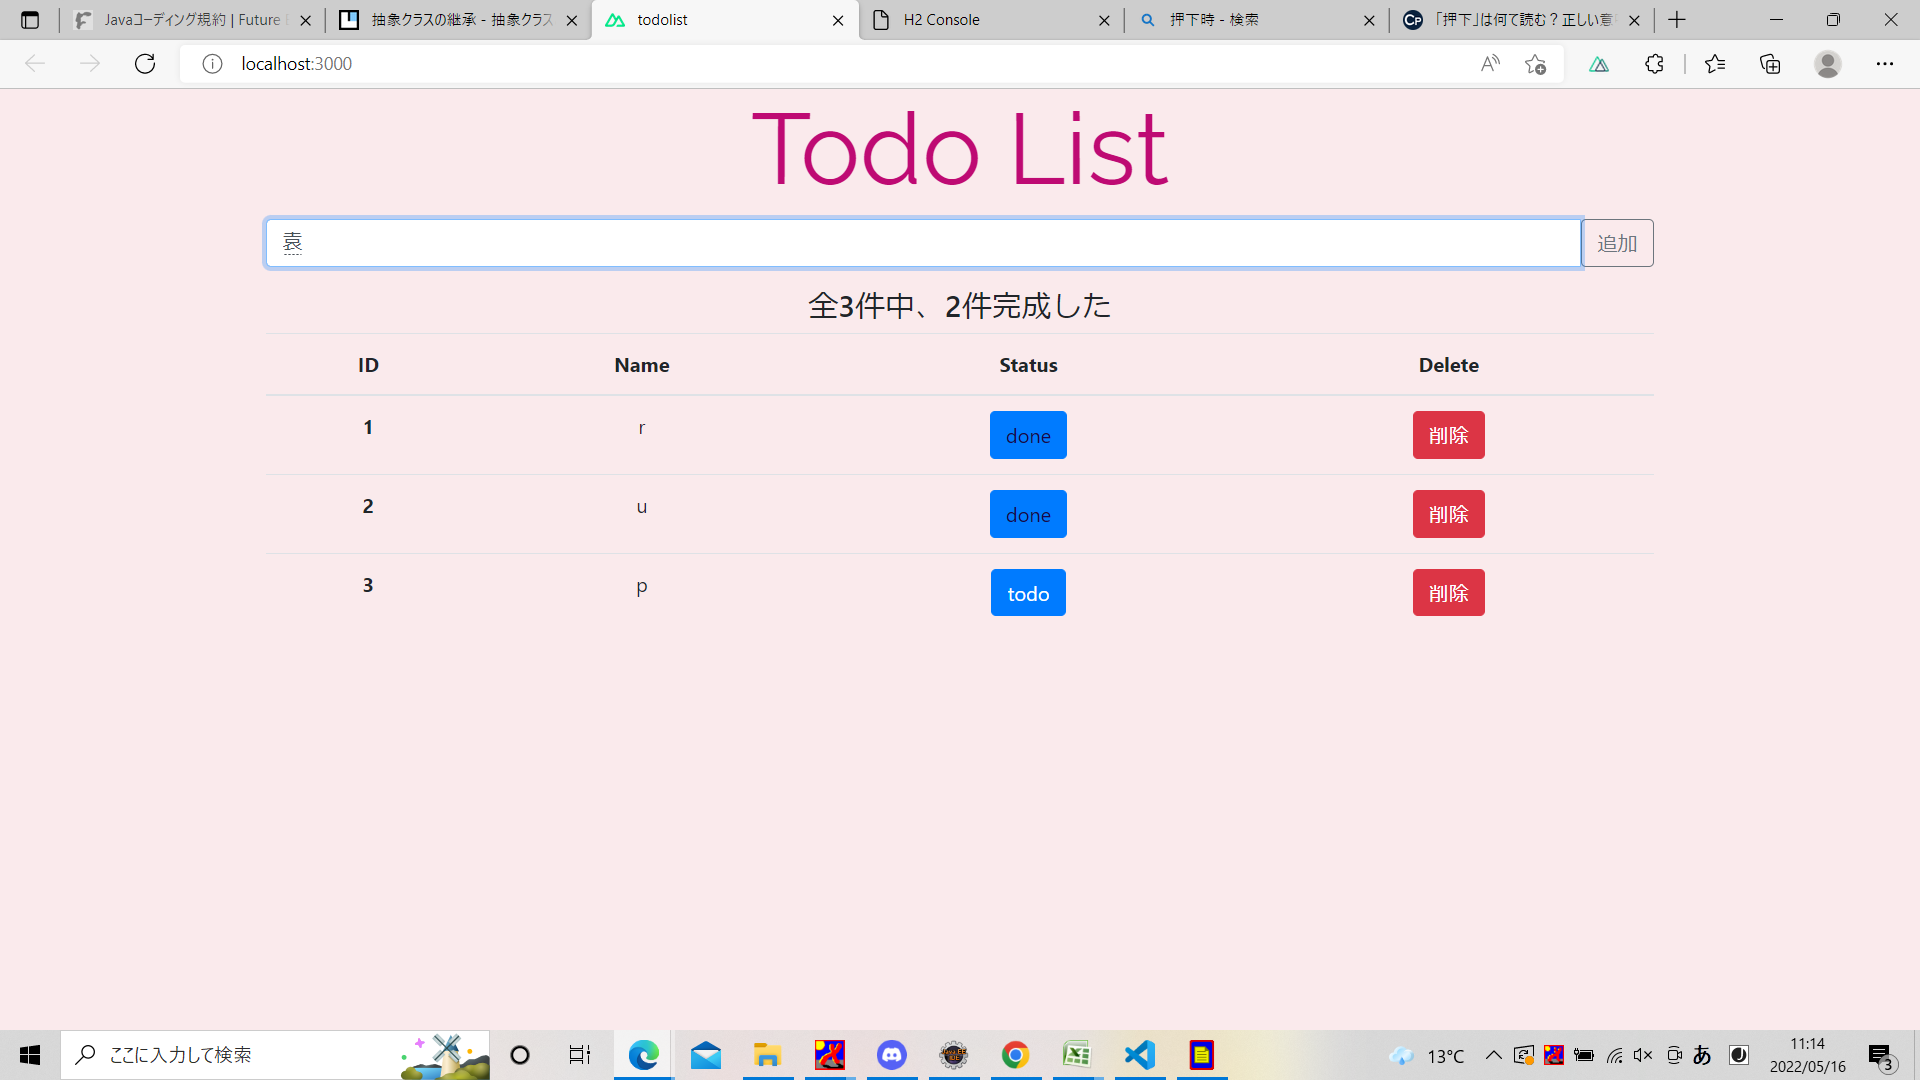 Javaコーディング規約 | Future
抽象クラスの継承 - 抽象クラス
todolist
H2 Console
押下時 - 検索
「押下」は何て読む？正しい意
localhost:3000
Todo List
袁
追加
全3件中、2件完成した
ID Name Status Delete
1 r done 削除
2 u done 削除
3 p todo 削除
ここに入力して検索
13°C
あ
11:14
2022/05/16
3